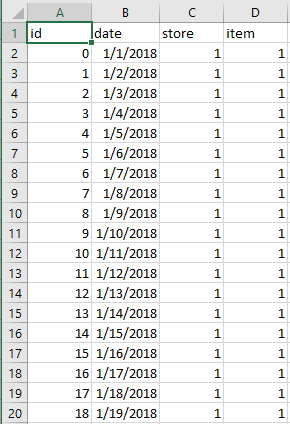 A B C D
1 id date store item
2 0 1/1/2018 1 1
3 1 1/2/2018 1 1
4 2 1/3/2018 1 1
5 3 1/4/2018 1 1
6 4 1/5/2018 1 1
7 5 1/6/2018 1 1
8 6 1/7/2018 1 1
9 7 1/8/2018 1 1
10 8 1/9/2018 1 1
11 9 1/10/2018 1 1
12 10 1/11/2018 1 1
13 11 1/12/2018 1 1
14 12 1/13/2018 1 1
15 13 1/14/2018 1 1
16 14 1/15/2018 1 1
17 15 1/16/2018 1 1
18 16 1/17/2018 1 1
19 17 1/18/2018 1 1
20 18 1/19/2018 1 1